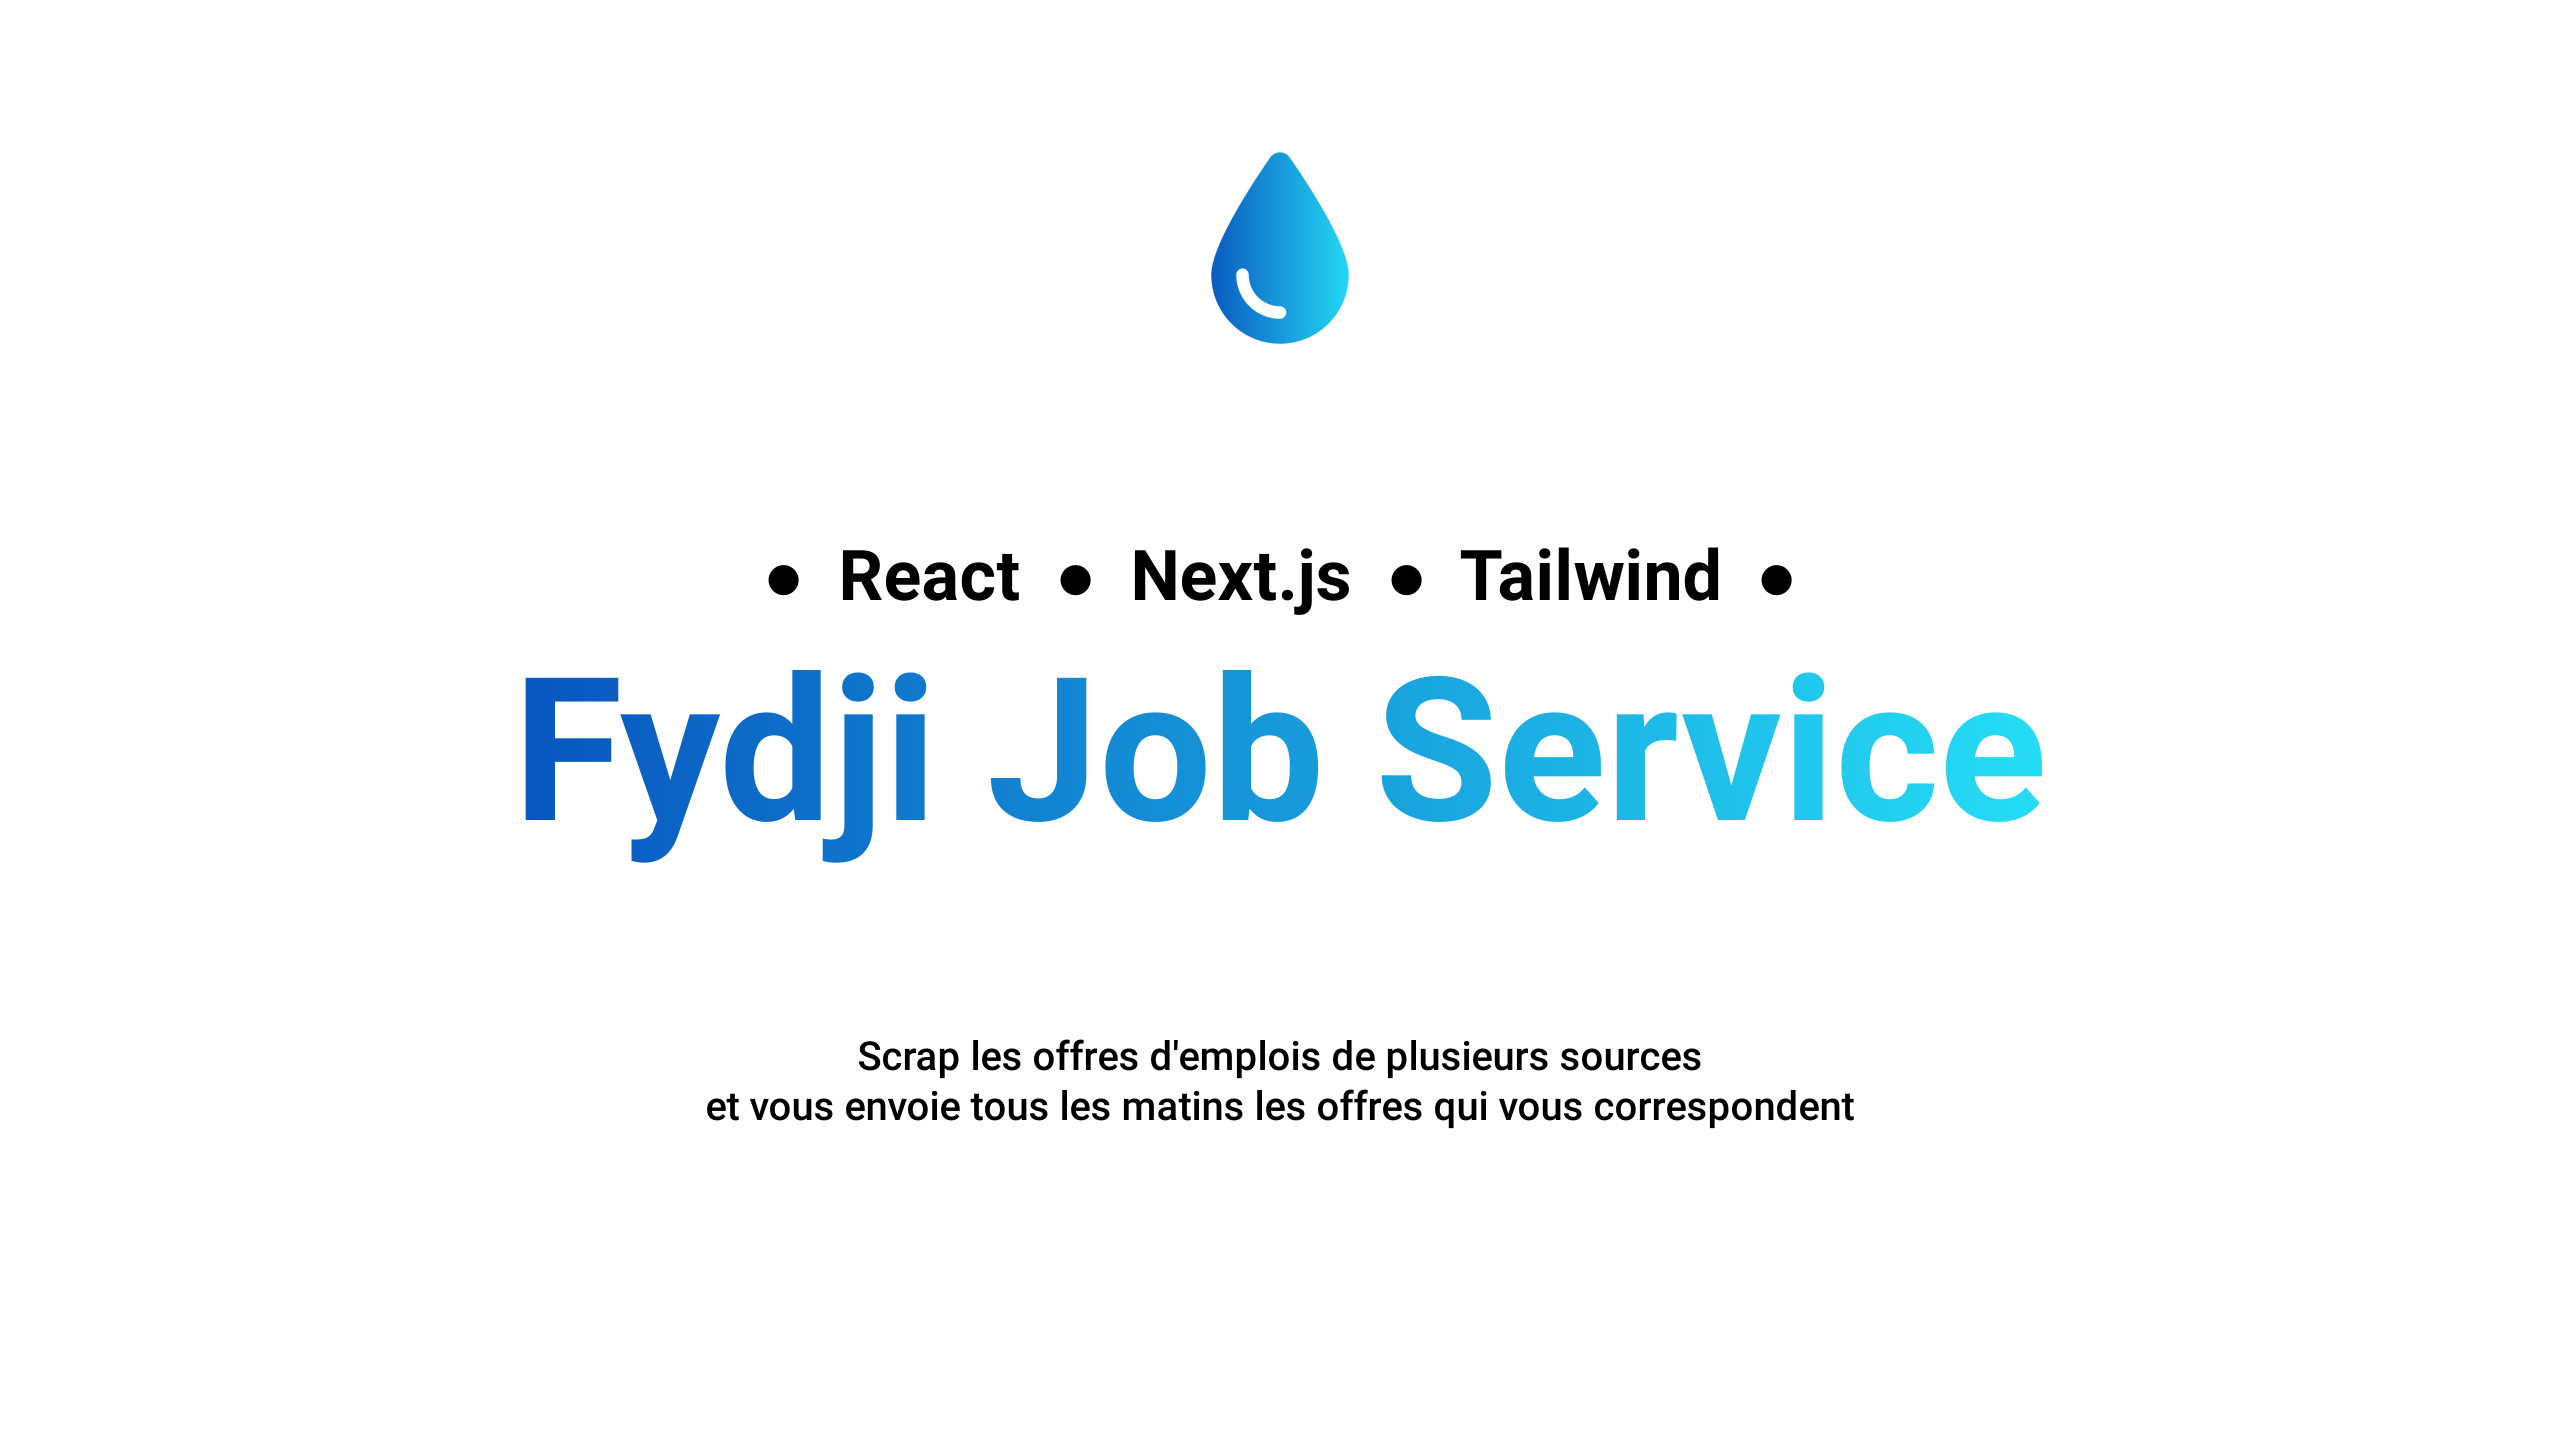 ● React ● Next.js ● Tailwind ●
Fydji Job Service
Scrap les offres d'emplois de plusieurs sources
et vous envoie tous les matins les offres qui vous correspondent